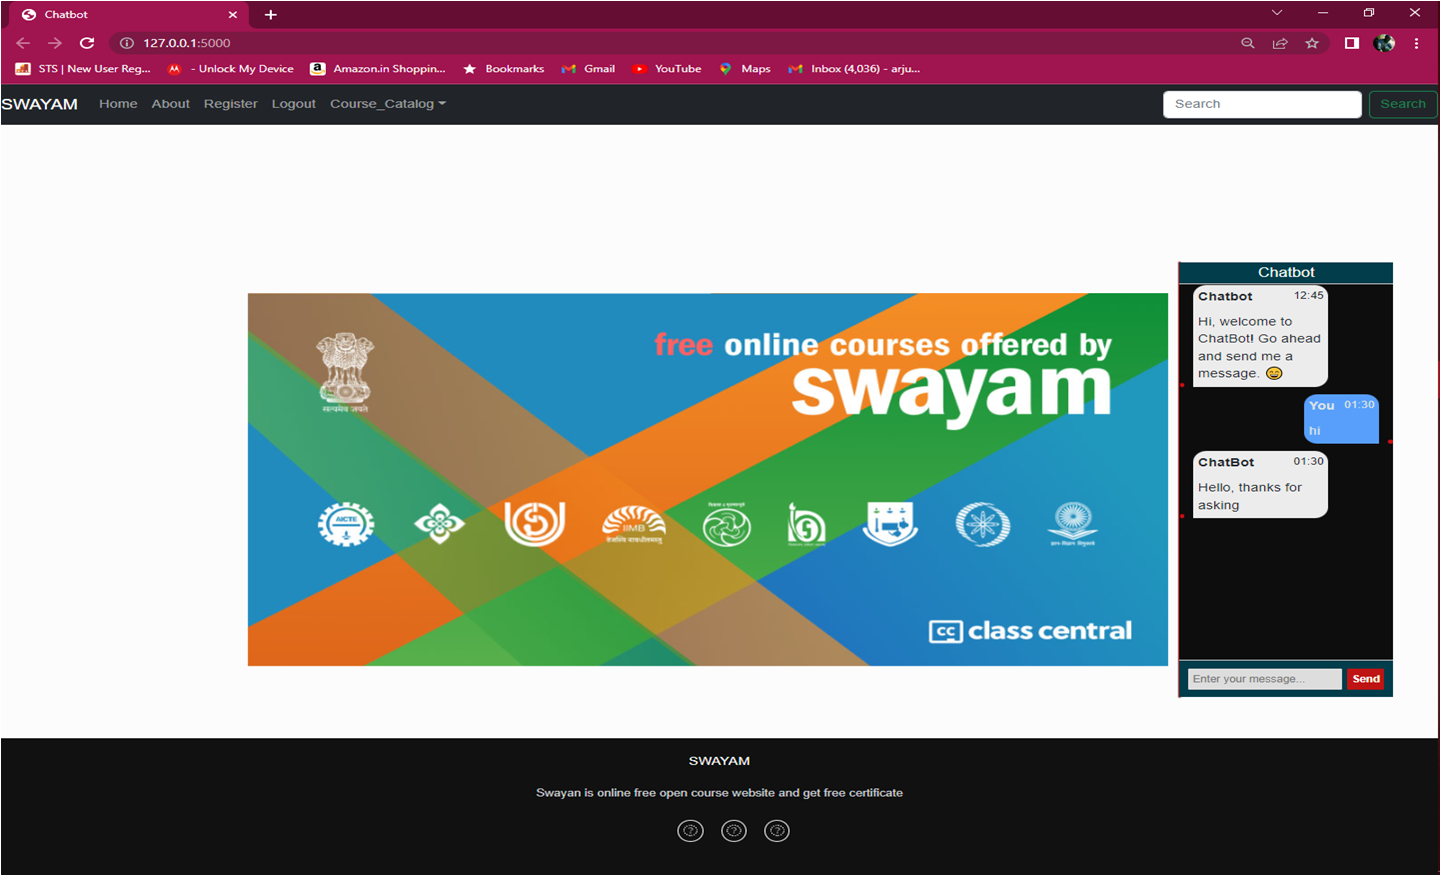 Chatbot
127.0.0.1:5000
STS | New User Reg...
- Unlock My Device
Amazon.in Shoppin...
Bookmarks
Gmail
YouTube
Maps
Inbox (4,036) - arju...
SWAYAM
Home
About
Register
Logout
Course_Catalog
Search
Search
सत्यमेव जयते
free online courses offered by
swayam
AICTE
IIMB
class central
Chatbot
Chatbot 12:45
Hi, welcome to
ChatBot! Go ahead
and send me a
message. 😄
You 01:30
hi
ChatBot 01:30
Hello, thanks for
asking
Enter your message...
Send
SWAYAM
Swayan is online free open course website and get free certificate